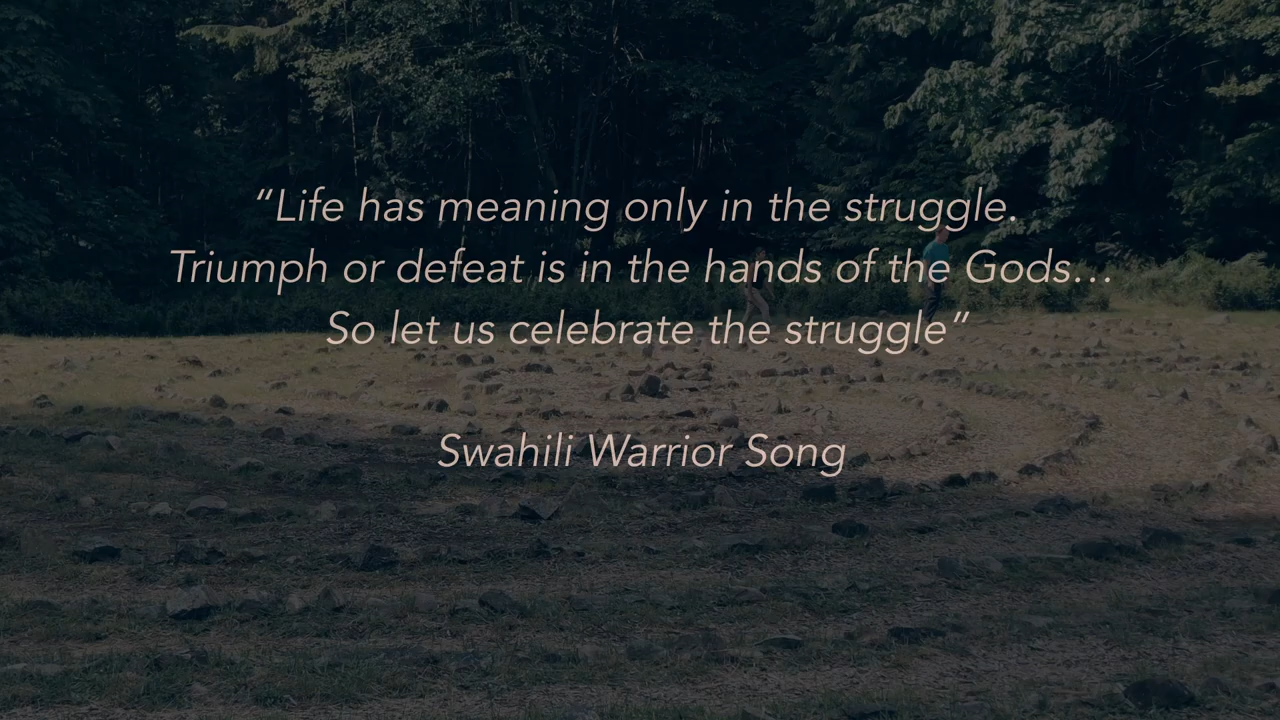 “Life has meaning only in the struggle.
Triumph or defeat is in the hands of the Gods...
So let us celebrate the struggle”
Swahili Warrior Song